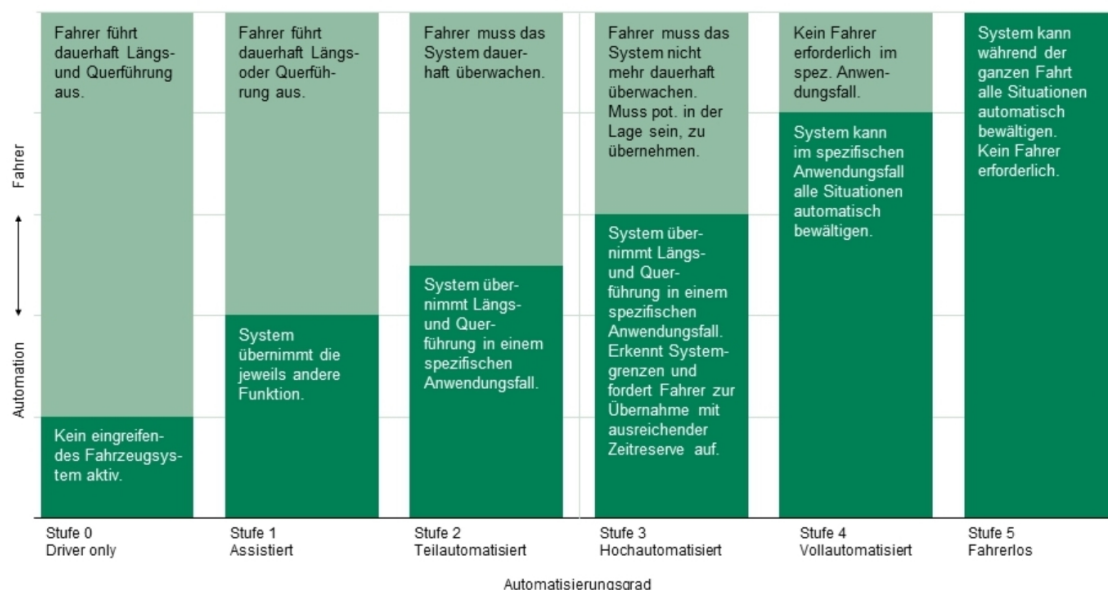 Fahrer führt
dauerhaft Längs-
und Querführung
aus.
Fahrer führt
dauerhaft Längs-
oder Querfüh-
rung aus.
Fahrer muss das
System dauer-
haft überwachen.
Fahrer muss das
System nicht
mehr dauerhaft
überwachen.
Muss pot. in der
Lage sein, zu
übernehmen.
Kein Fahrer
erforderlich im
spez. Anwen-
dungsfall.
System kann
während der
ganzen Fahrt
alle Situationen
automatisch
bewältigen.
Kein Fahrer
erforderlich.
Fahrer
Automation
Kein eingreifen-
des Fahrzeugsys-
tem aktiv.
System
übernimmt die
jeweils andere
Funktion.
System über-
nimmt Längs-
und Quer-
führung in einem
spezifischen
Anwendungsfall.
System über-
nimmt Längs-
und Quer-
führung in einem
spezifischen
Anwendungsfall.
Erkennt System-
grenzen und
fordert Fahrer zur
Übernahme mit
ausreichender
Zeitreserve auf.
System kann
im spezifischen
Anwendungsfall
alle Situationen
automatisch
bewältigen.
Stufe 0
Driver only
Stufe 1
Assistiert
Stufe 2
Teilautomatisiert
Stufe 3
Hochautomatisiert
Stufe 4
Vollautomatisiert
Stufe 5
Fahrerlos
Automatisierungsgrad